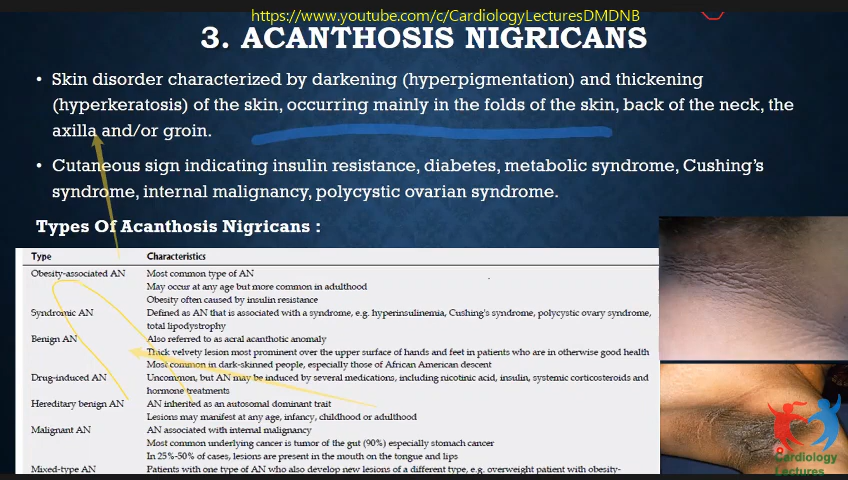 https://www.youtube.com/c/CardiologyLecturesDMDNB
3. ACANTHOSIS NIGRICANS
• Skin disorder characterized by darkening (hyperpigmentation) and thickening
(hyperkeratosis) of the skin, occurring mainly in the folds of the skin, back of the neck, the
axilla and/or groin.
• Cutaneous sign indicating insulin resistance, diabetes, metabolic syndrome, Cushing's
syndrome, internal malignancy, polycystic ovarian syndrome.
Types Of Acanthosis Nigricans :
Type Characteristics
Obesity-associated AN Most common type of AN
May occur at any age but more common in adulthood
Obesity often caused by insulin resistance
Syndromic AN Defined as AN that is associated with a syndrome, e.g. hyperinsulinemia, Cushing's syndrome, polycystic ovary syndrome,
total lipodystrophy
Benign AN Also referred to as acral acanthotic anomaly
Thick velvety lesion most prominent over the upper surface of hands and feet in patients who are in otherwise good health
Most common in dark-skinned people, especially those of African American descent
Drug-induced AN Uncommon, but AN may be induced by several medications, including nicotinic acid, insulin, systemic corticosteroids and
hormone treatments
Hereditary benign AN AN inherited as an autosomal dominant trait
Lesions may manifest at any age, infancy, childhood or adulthood
Malignant AN AN associated with internal malignancy
Most common underlying cancer is tumor of the gut (90%) especially stomach cancer
In 25%-50% of cases, lesions are present in the mouth on the tongue and lips
Mixed-type AN Patients with one type of AN who also develop new lesions of a different type, e.g. overweight patient with obesity-
Cardiology
Lectures